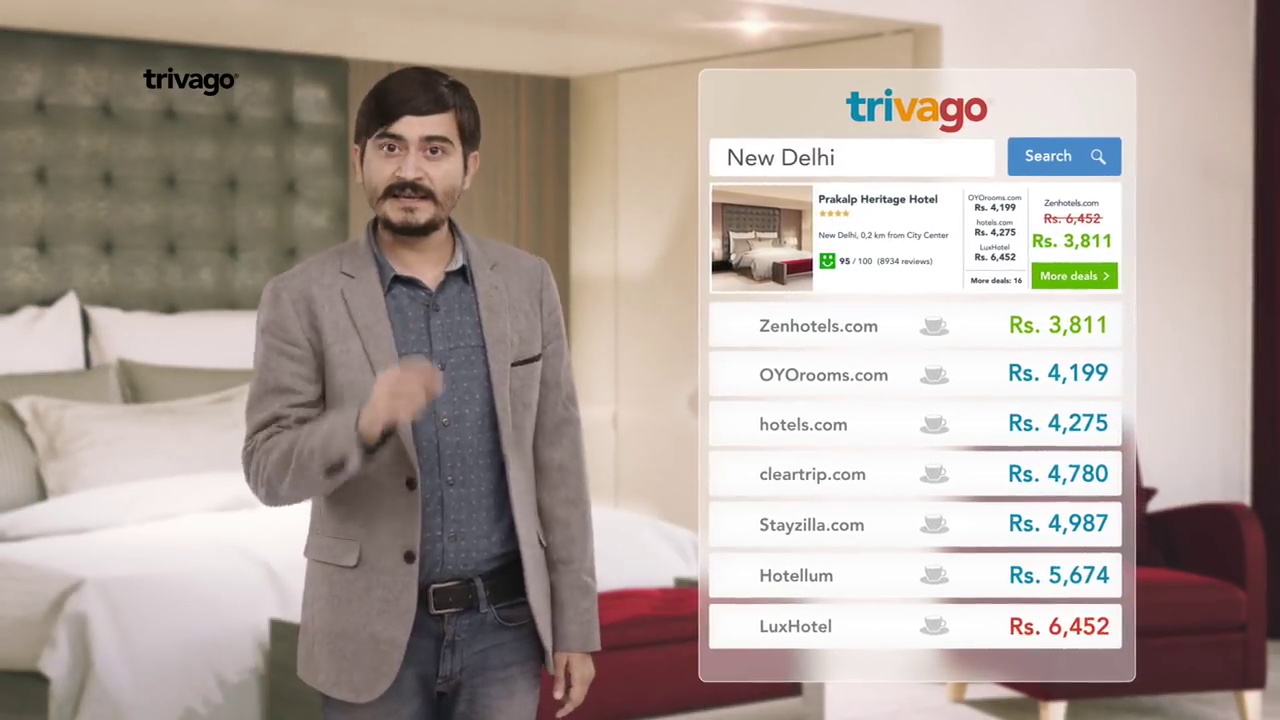 trivago
trivago
New Delhi
Search
Prakalp Heritage Hotel
New Delhi, 0,2 km from City Center
95 / 100 (8934 reviews)
OYOrooms.com
Rs. 4,199
hotels.com
Rs. 4,275
LuxHotel
Rs. 6,452
More deals: 16
Zenhotels.com
Rs. 6,452
Rs. 3,811
More deals >
Zenhotels.com Rs. 3,811
OYOrooms.com Rs. 4,199
hotels.com Rs. 4,275
cleartrip.com Rs. 4,780
Stayzilla.com Rs. 4,987
Hotellum Rs. 5,674
LuxHotel Rs. 6,452